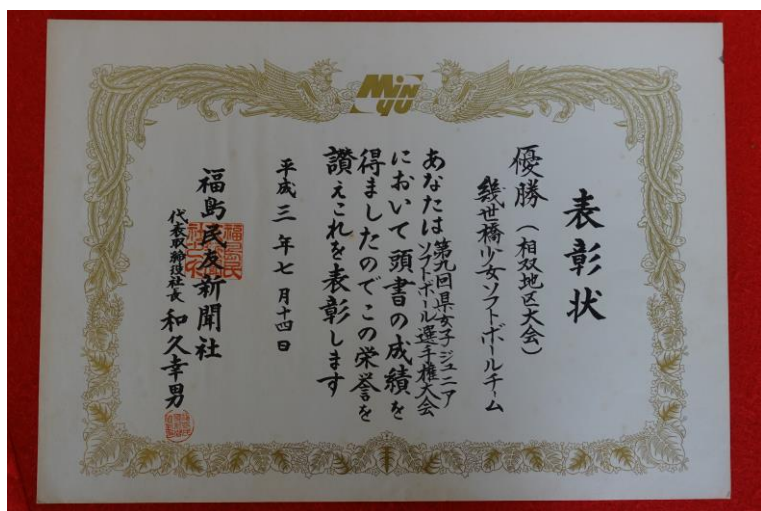 MINYU
表彰状
優勝（相双地区大会）
幾世橋少女ソフトボールチーム
あなたは第九回県女子ジュニア
ソフトボール選手権大会
において頭書の成績を
得ましたのでこの栄誉を
讃えこれを表彰します
平成三年七月十四日
福島民友新聞社
代表取締役社長 和久幸男